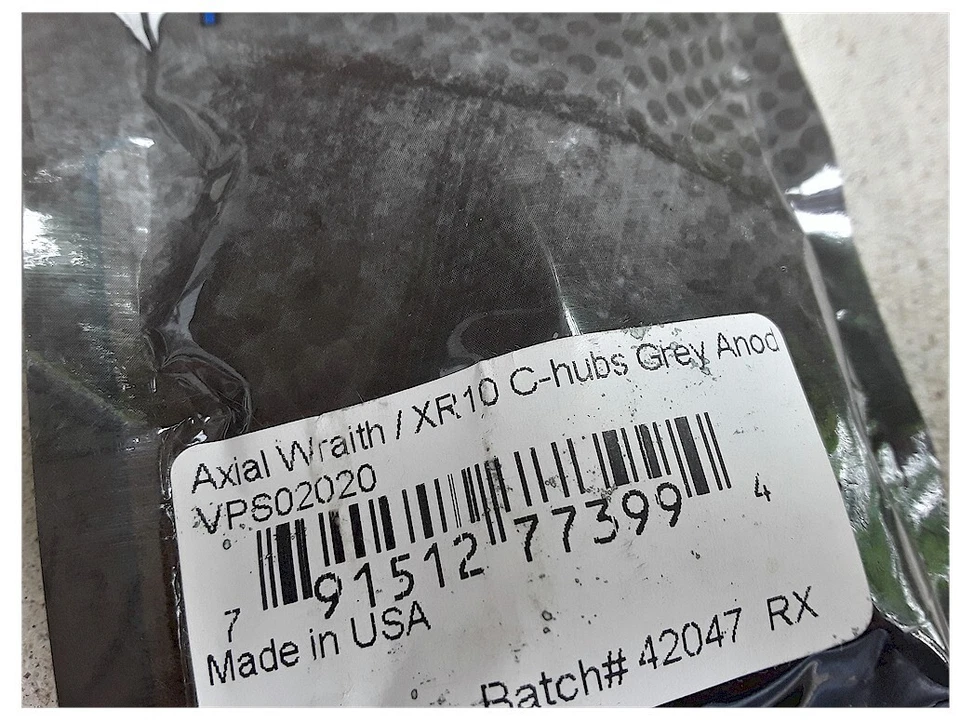 Axial Wraith / XR10 C-hubs Grey Anod
VPS02020
7 91512 77399 4
Made in USA
Batch# 42047 RX